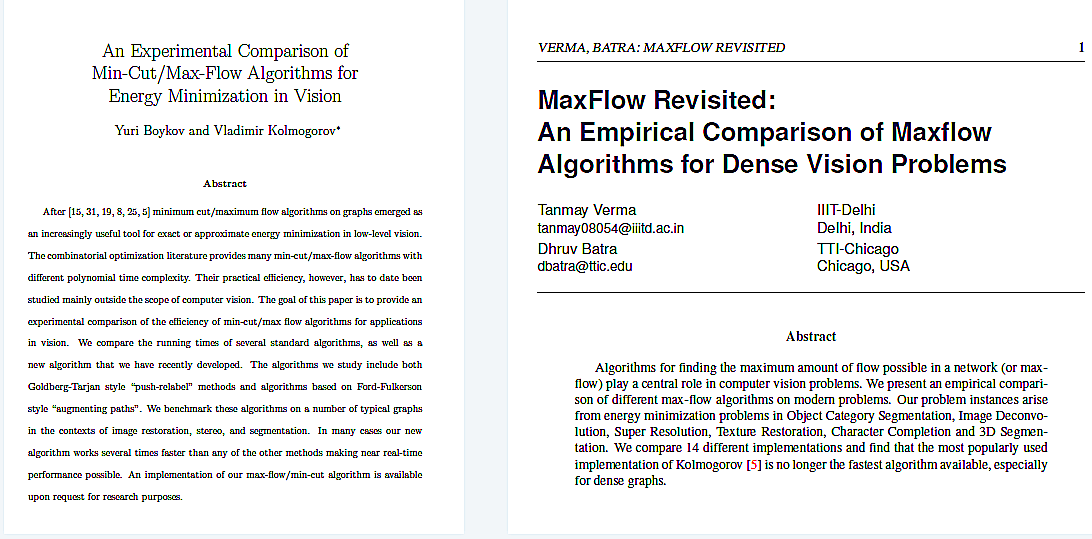 An Experimental Comparison of
Min-Cut/Max-Flow Algorithms for
Energy Minimization in Vision
Yuri Boykov and Vladimir Kolmogorov*
Abstract
After [15, 31, 19, 8, 25, 5] minimum cut/maximum flow algorithms on graphs emerged as
an increasingly useful tool for exact or approximate energy minimization in low-level vision.
The combinatorial optimization literature provides many min-cut/max-flow algorithms with
different polynomial time complexity. Their practical efficiency, however, has to date been
studied mainly outside the scope of computer vision. The goal of this paper is to provide an
experimental comparison of the efficiency of min-cut/max flow algorithms for applications
in vision. We compare the running times of several standard algorithms, as well as a
new algorithm that we have recently developed. The algorithms we study include both
Goldberg-Tarjan style "push-relabel" methods and algorithms based on Ford-Fulkerson
style "augmenting paths". We benchmark these algorithms on a number of typical graphs
in the contexts of image restoration, stereo, and segmentation. In many cases our new
algorithm works several times faster than any of the other methods making near real-time
performance possible. An implementation of our max-flow/min-cut algorithm is available
upon request for research purposes.
VERMA, BATRA: MAXFLOW REVISITED 1
MaxFlow Revisited:
An Empirical Comparison of Maxflow
Algorithms for Dense Vision Problems
Tanmay Verma IIIT-Delhi
tanmay08054@iiitd.ac.in Delhi, India
Dhruv Batra TTI-Chicago
dbatra@ttic.edu Chicago, USA
Abstract
Algorithms for finding the maximum amount of flow possible in a network (or max-
flow) play a central role in computer vision problems. We present an empirical compari-
son of different max-flow algorithms on modern problems. Our problem instances arise
from energy minimization problems in Object Category Segmentation, Image Deconvo-
lution, Super Resolution, Texture Restoration, Character Completion and 3D Segmen-
tation. We compare 14 different implementations and find that the most popularly used
implementation of Kolmogorov [5] is no longer the fastest algorithm available, especially
for dense graphs.